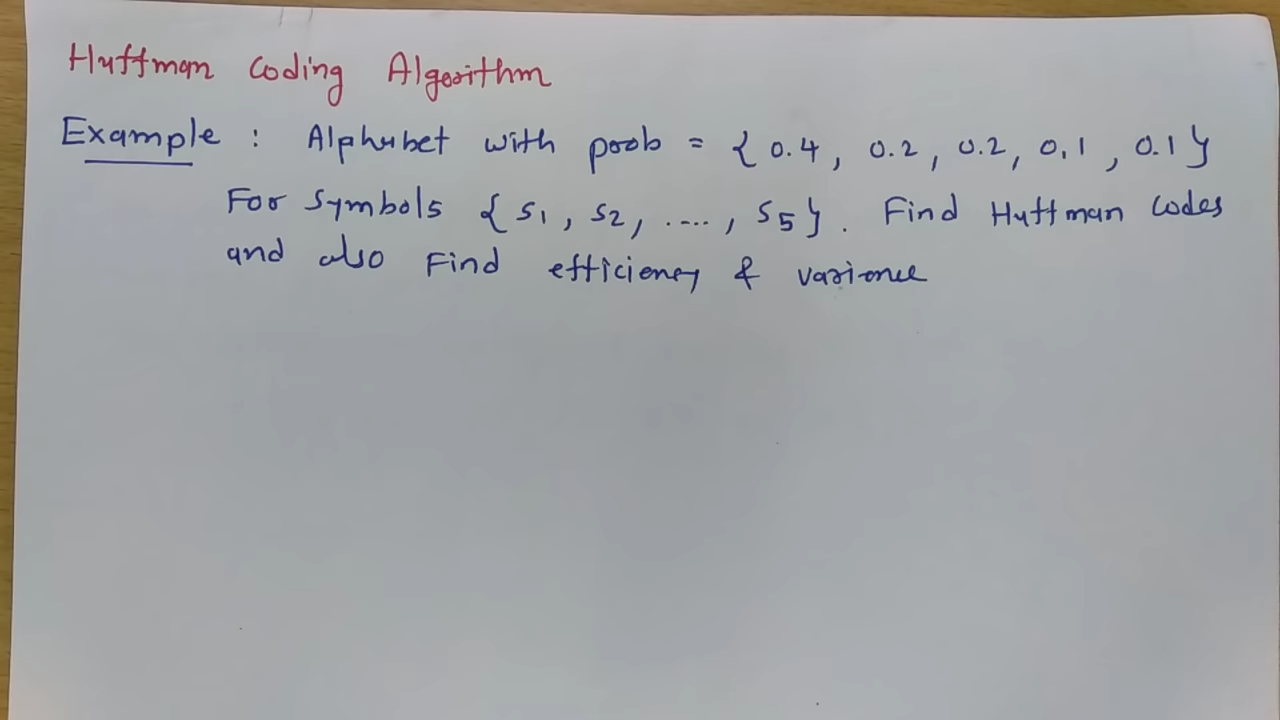 Huffman Coding Algorithm
Example : Alphabet with prob = { 0.4, 0.2, 0.2, 0.1, 0.1 }
For Symbols { S1, S2, ...., S5 }. Find Huffman Codes
and also Find efficiency & variance